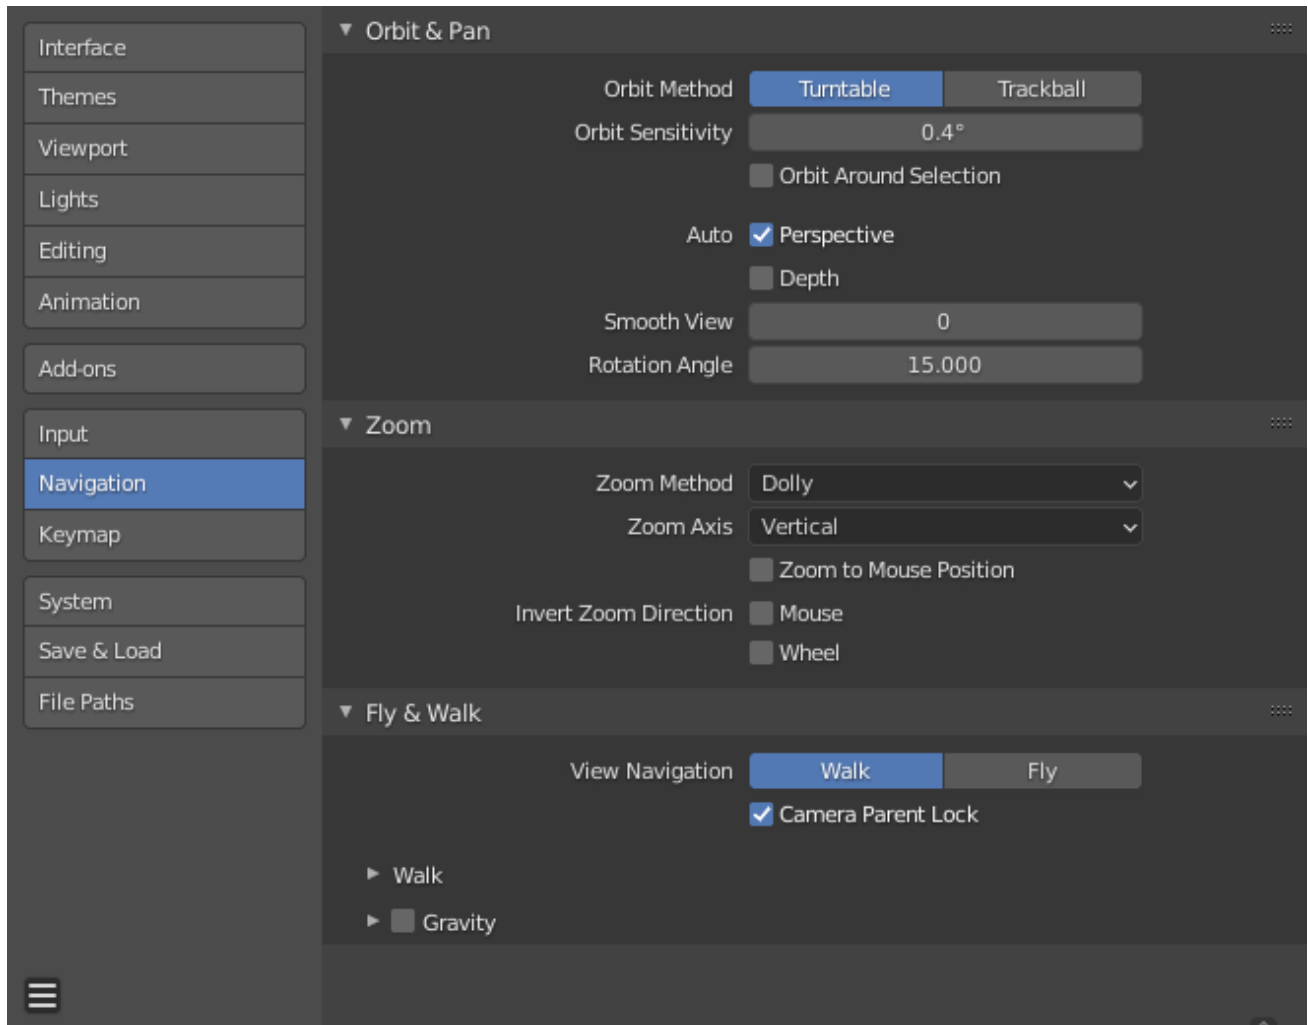 Interface
Themes
Viewport
Lights
Editing
Animation
Add-ons
Input
Navigation
Keymap
System
Save & Load
File Paths
Orbit & Pan
Orbit Method Turntable Trackball
Orbit Sensitivity 0.4°
Orbit Around Selection
Auto Perspective
Depth
Smooth View 0
Rotation Angle 15.000
Zoom
Zoom Method Dolly
Zoom Axis Vertical
Zoom to Mouse Position
Invert Zoom Direction Mouse
Wheel
Fly & Walk
View Navigation Walk Fly
Camera Parent Lock
Walk
Gravity